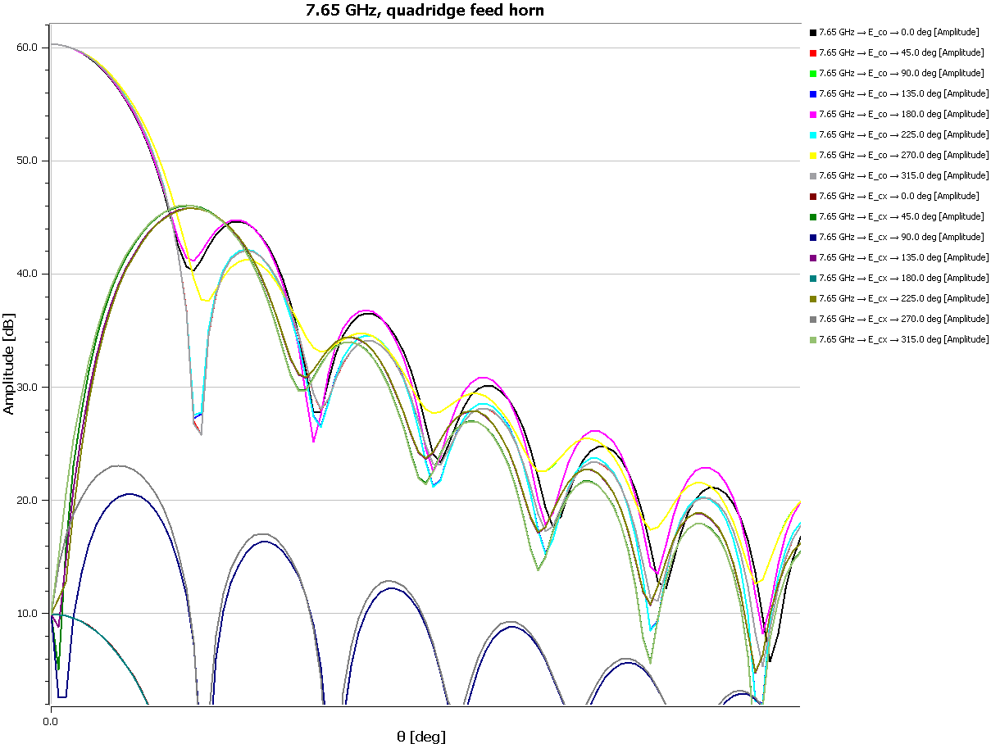 7.65 GHz, quadridge feed horn
60.0
50.0
40.0
30.0
20.0
10.0
Amplitude [dB]
0.0
θ [deg]
7.65 GHz → E_co → 0.0 deg [Amplitude]
7.65 GHz → E_co → 45.0 deg [Amplitude]
7.65 GHz → E_co → 90.0 deg [Amplitude]
7.65 GHz → E_co → 135.0 deg [Amplitude]
7.65 GHz → E_co → 180.0 deg [Amplitude]
7.65 GHz → E_co → 225.0 deg [Amplitude]
7.65 GHz → E_co → 270.0 deg [Amplitude]
7.65 GHz → E_co → 315.0 deg [Amplitude]
7.65 GHz → E_cx → 0.0 deg [Amplitude]
7.65 GHz → E_cx → 45.0 deg [Amplitude]
7.65 GHz → E_cx → 90.0 deg [Amplitude]
7.65 GHz → E_cx → 135.0 deg [Amplitude]
7.65 GHz → E_cx → 180.0 deg [Amplitude]
7.65 GHz → E_cx → 225.0 deg [Amplitude]
7.65 GHz → E_cx → 270.0 deg [Amplitude]
7.65 GHz → E_cx → 315.0 deg [Amplitude]